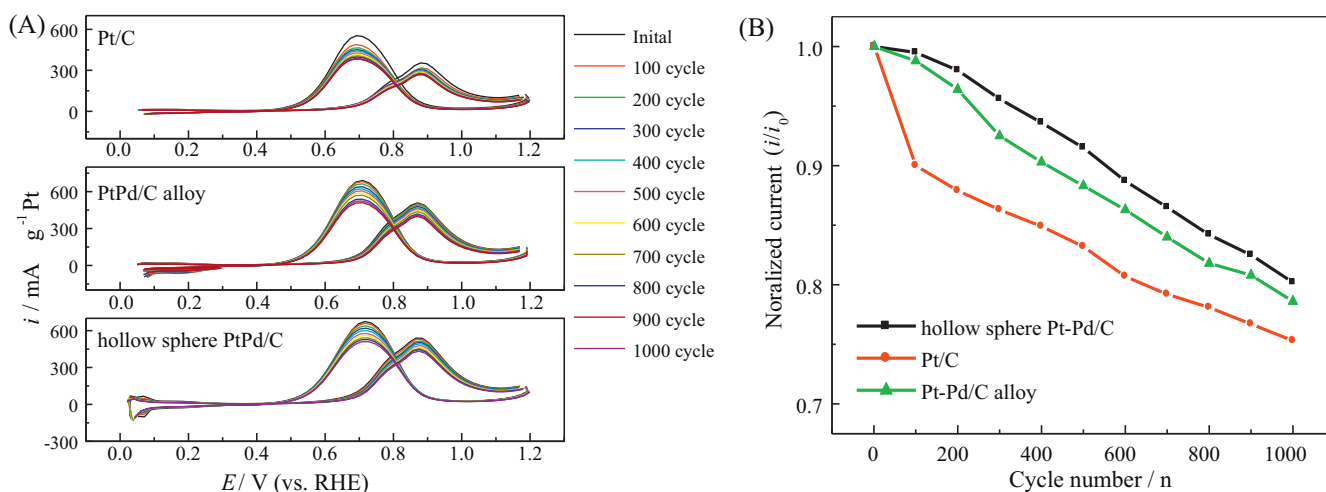 (A)
Pt/C
600
300
0
0.0 0.2 0.4 0.6 0.8 1.0 1.2
PtPd/C alloy
600
300
0
0.0 0.2 0.4 0.6 0.8 1.0 1.2
hollow sphere PtPd/C
600
300
0
-300
0.0 0.2 0.4 0.6 0.8 1.0 1.2
i / mA g⁻¹ Pt
E/ V (vs. RHE)
Inital
100 cycle
200 cycle
300 cycle
400 cycle
500 cycle
600 cycle
700 cycle
800 cycle
900 cycle
1000 cycle
(B)
Noralized current (i/i₀)
1.0
0.9
0.8
0.7
hollow sphere Pt-Pd/C
Pt/C
Pt-Pd/C alloy
0 200 400 600 800 1000
Cycle number / n